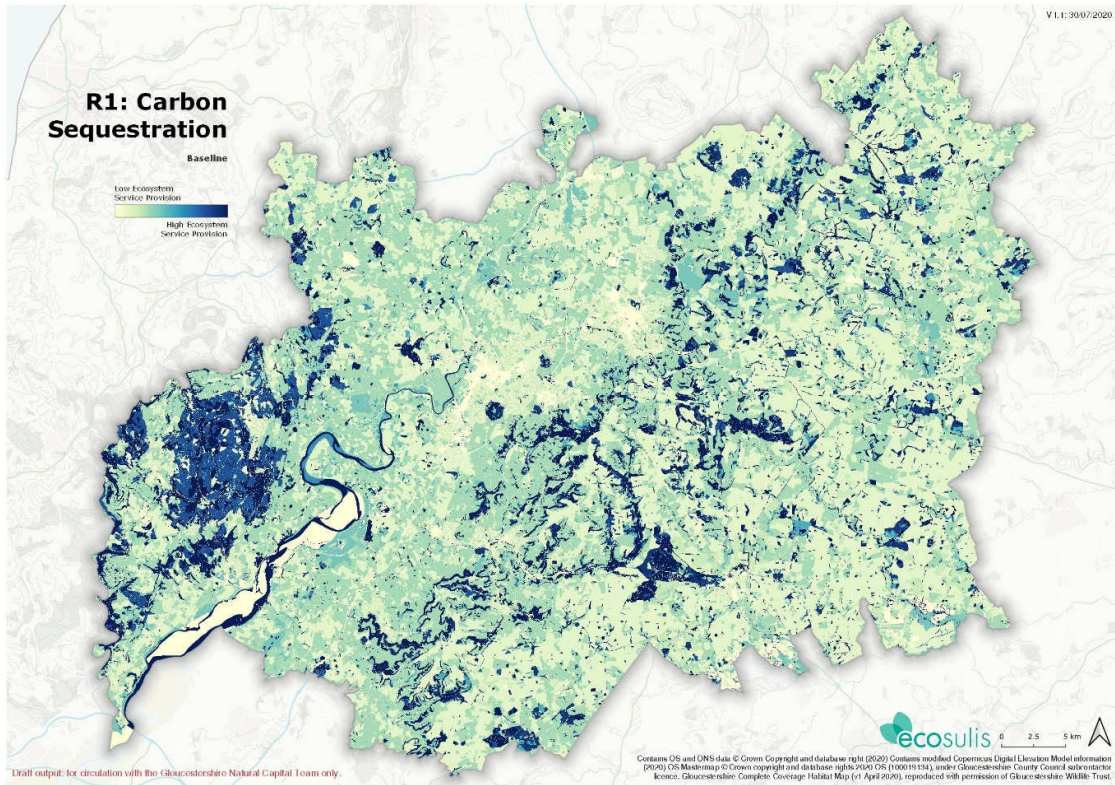 V 1.1: 30/07/2020
R1: Carbon
Sequestration
Baseline
Low Ecosystem
Service Provision
High Ecosystem
Service Provision
ecosulis
0 2.5 5 km
Draft output: for circulation with the Gloucestershire Natural Capital Team only.
Contains OS and ONS data © Crown Copyright and database right (2020) Contains modified Copernicus Digital Elevation Model information
(2020) OS Mastermap © Crown copyright and database rights 2020 OS (100019134), under Gloucestershire County Council subcontractor
licence. Gloucestershire Complete Coverage Habitat Map (v1 April 2020), reproduced with permission of Gloucestershire Wildlife Trust.